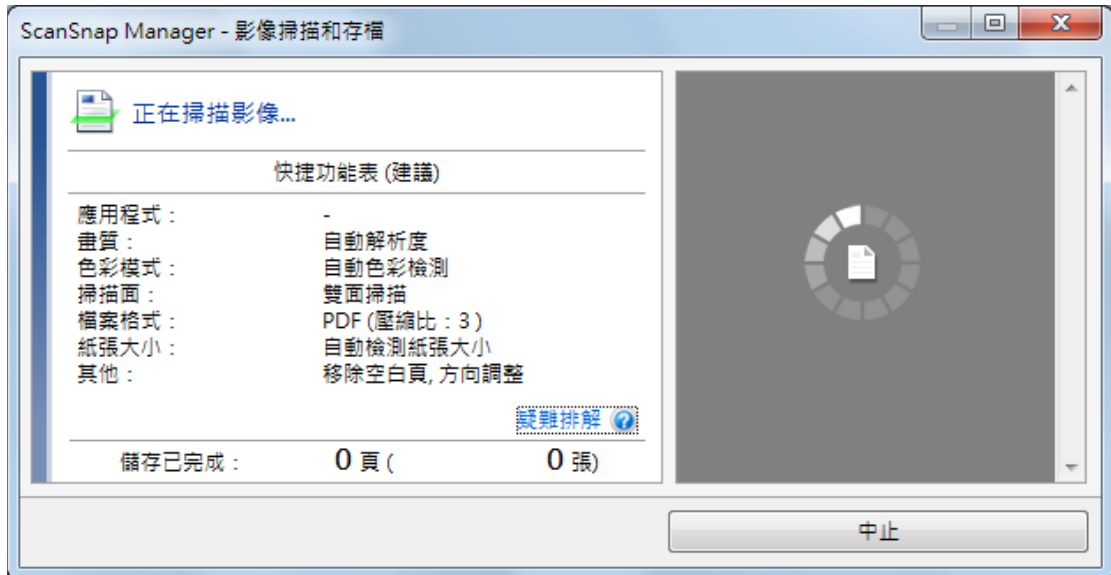 ScanSnap Manager - 影像掃描和存檔
正在掃描影像...
快捷功能表 (建議)
應用程式： -
畫質： 自動解析度
色彩模式： 自動色彩檢測
掃描面： 雙面掃描
檔案格式： PDF (壓縮比：3 )
紙張大小： 自動檢測紙張大小
其他： 移除空白頁, 方向調整
疑難排解 ?
儲存已完成： 0 頁 ( 0 張)
中止